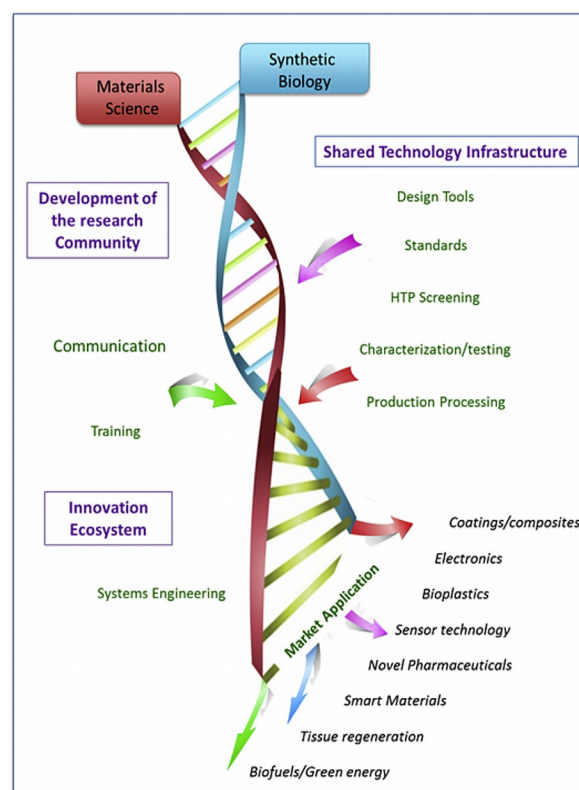 Materials
Science
Synthetic
Biology
Shared Technology Infrastructure
Development of
the research
Community
Design Tools
Standards
HTP Screening
Communication
Characterization/testing
Production Processing
Training
Innovation
Ecosystem
Systems Engineering
Market Application
Coatings/composites
Electronics
Bioplastics
Sensor technology
Novel Pharmaceuticals
Smart Materials
Tissue regeneration
Biofuels/Green energy